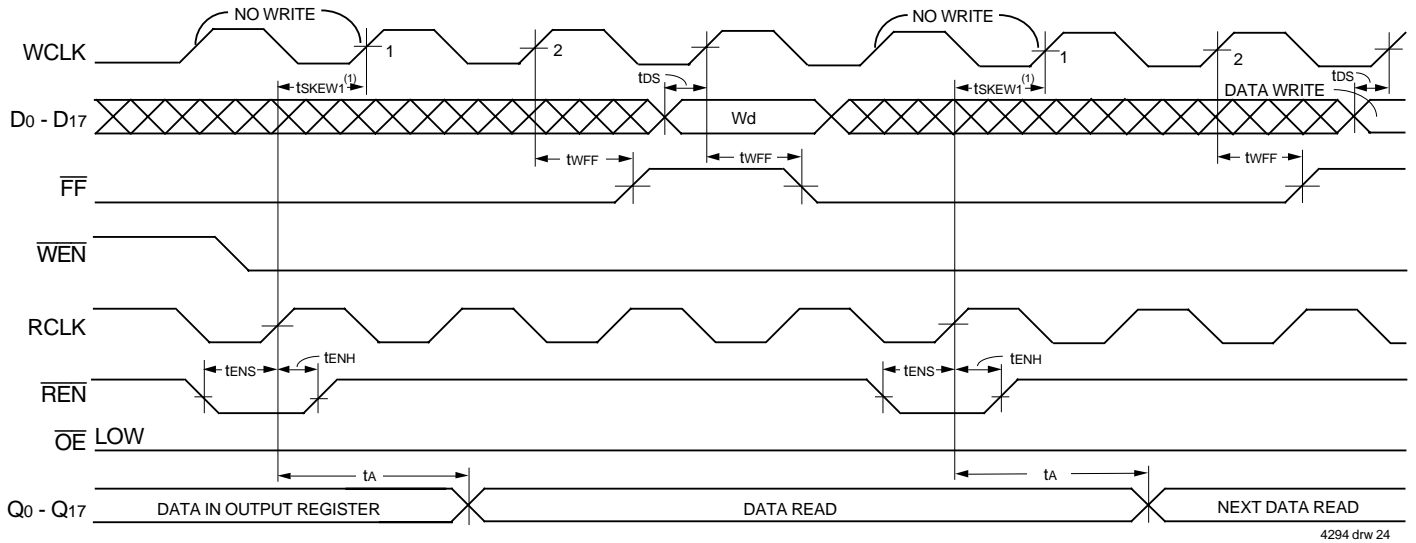 NO WRITE
NO WRITE
WCLK
1
2
1
2
tDS
tDS
tSKEW1(1)
tSKEW1(1)
DATA WRITE
D0 - D17
Wd
tWFF
tWFF
tWFF
FF
WEN
RCLK
tENS
tENH
tENS
tENH
REN
OE LOW
tA
tA
Q0 - Q17
DATA IN OUTPUT REGISTER
DATA READ
NEXT DATA READ
4294 drw 24